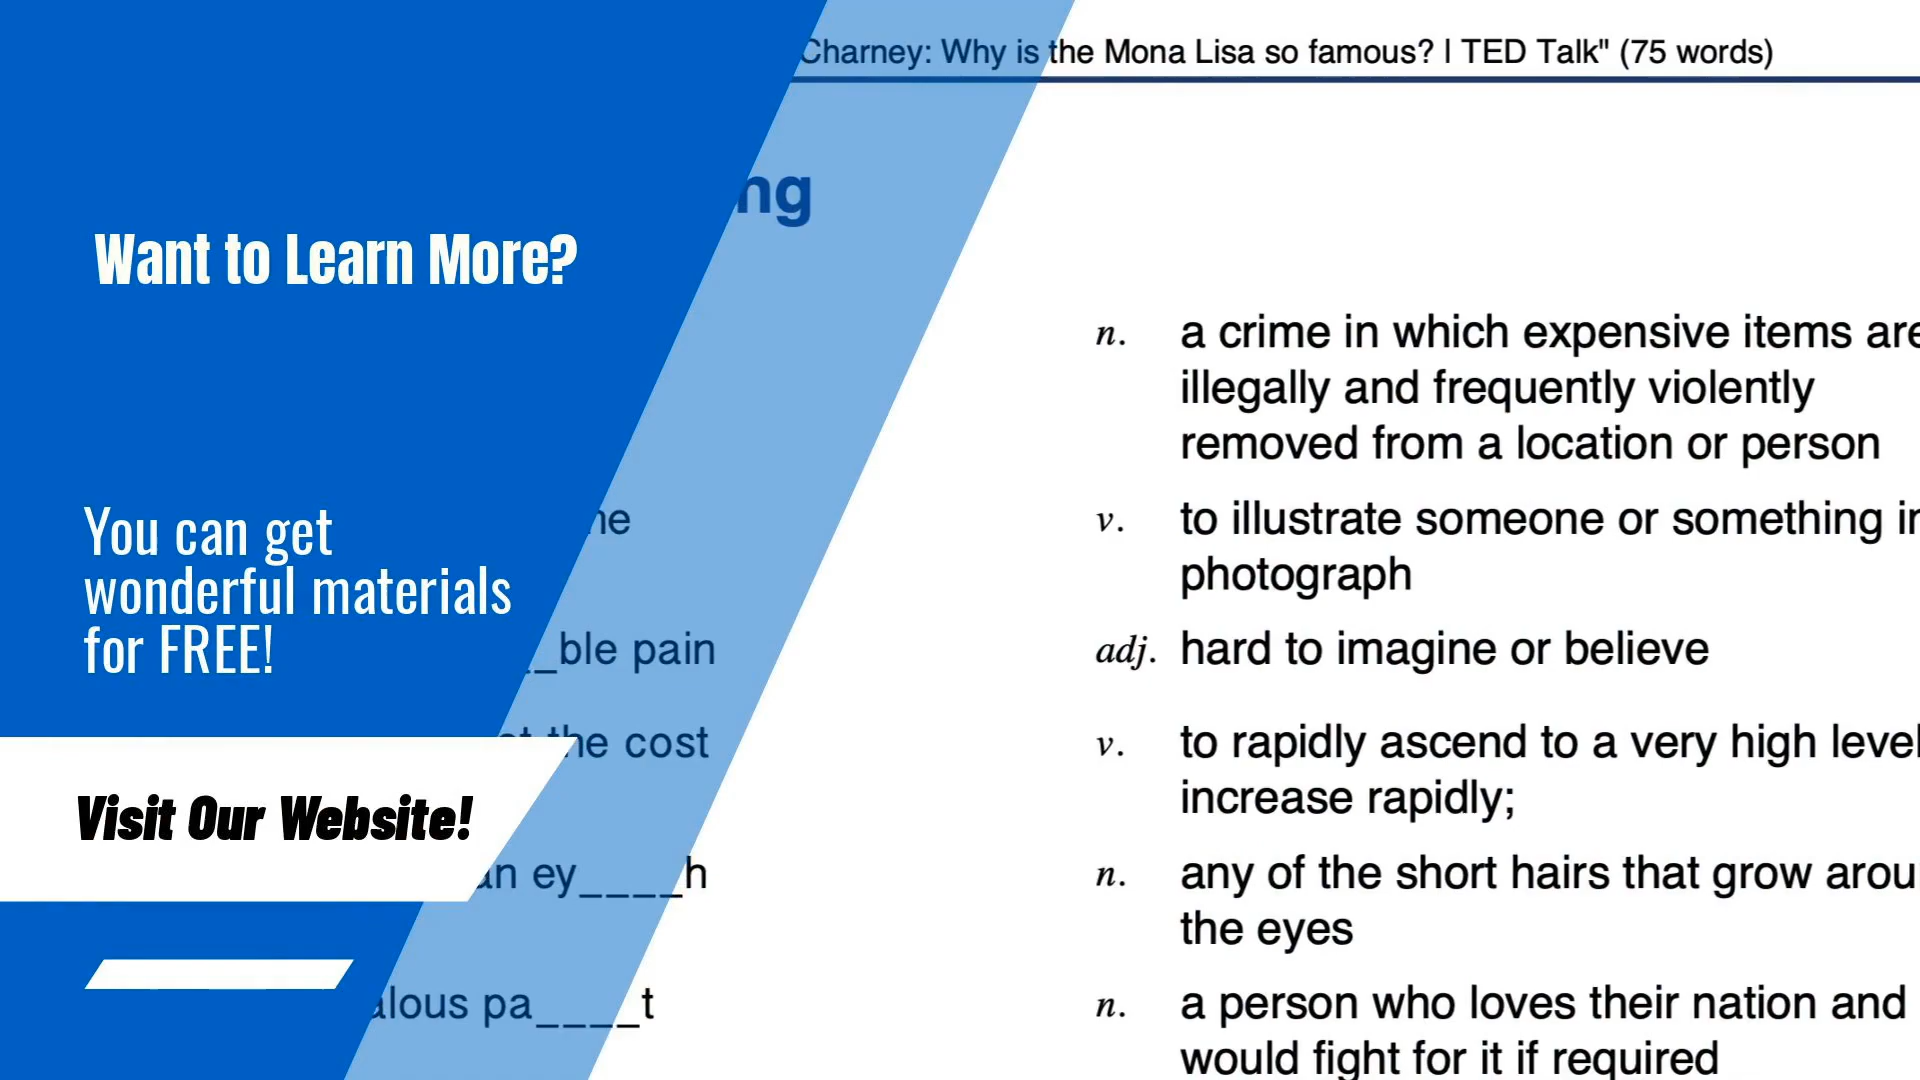 Charney: Why is the Mona Lisa so famous? | TED Talk" (75 words)
ng
Want to Learn More?
You can get
wonderful materials
for FREE!
Visit Our Website!
n. a crime in which expensive items are
illegally and frequently violently
removed from a location or person
v. to illustrate someone or something in
photograph
ble pain
adj. hard to imagine or believe
the cost
v. to rapidly ascend to a very high level
increase rapidly;
an ey____h
n. any of the short hairs that grow arou
the eyes
alous pa____t
n. a person who loves their nation and
would fight for it if required